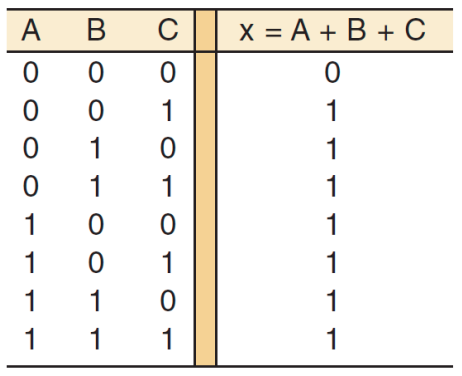 A B C x = A + B + C
0 0 0 0
0 0 1 1
0 1 0 1
0 1 1 1
1 0 0 1
1 0 1 1
1 1 0 1
1 1 1 1